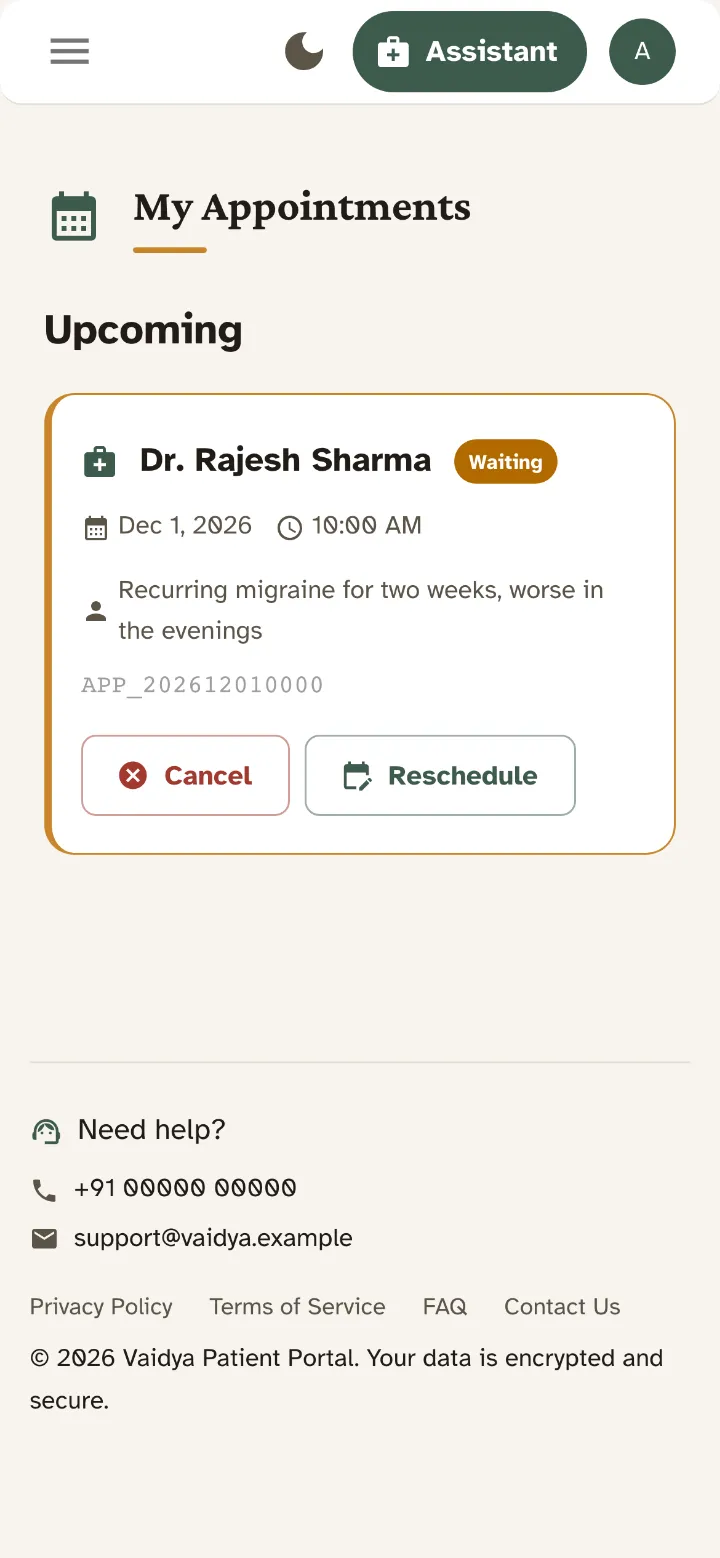 Assistant
A
My Appointments
Upcoming
Dr. Rajesh Sharma
Waiting
Dec 1, 2026 10:00 AM
Recurring migraine for two weeks, worse in
the evenings
APP_202612010000
Cancel
Reschedule
Need help?
+91 00000 00000
support@vaidya.example
Privacy Policy Terms of Service FAQ Contact Us
© 2026 Vaidya Patient Portal. Your data is encrypted and
secure.